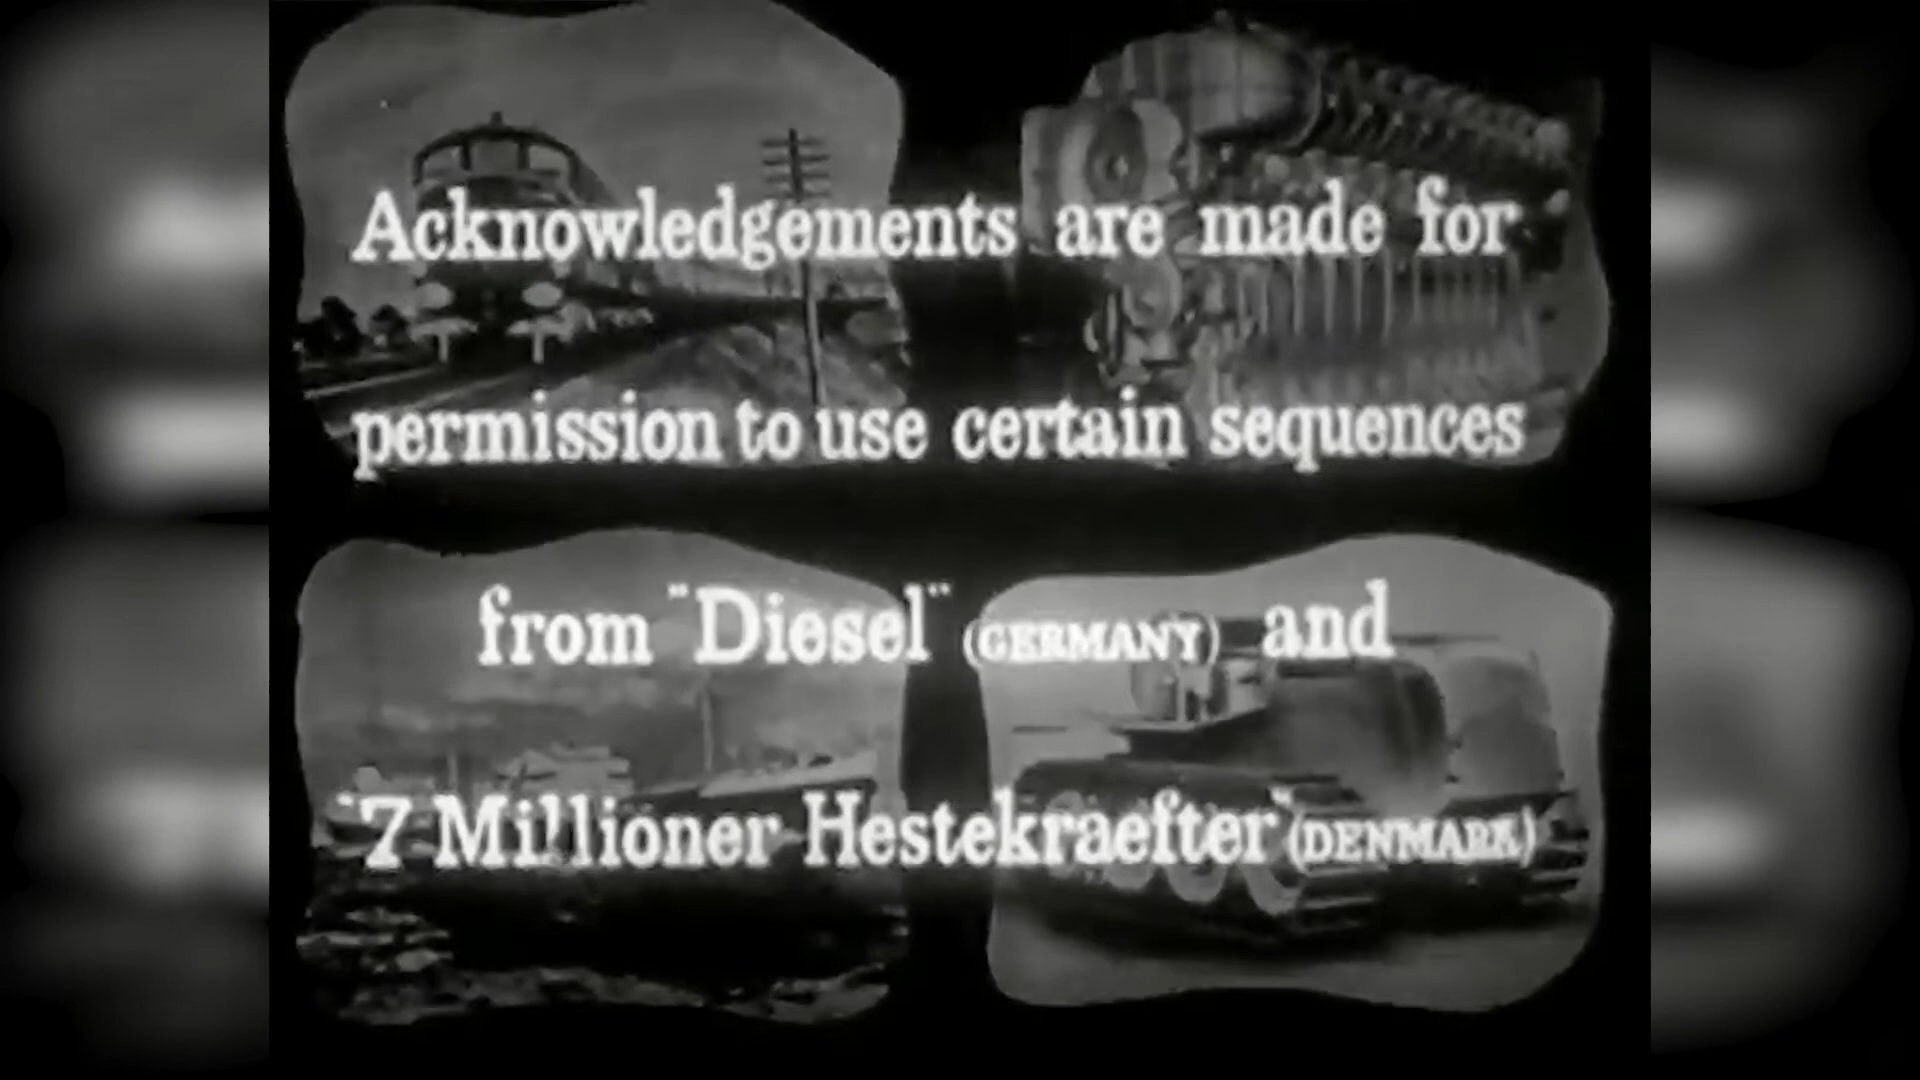 Acknowledgements are made for
permission to use certain sequences
from "Diesel" (GERMANY) and
"7 Millioner Hestekraefter" (DENMARK)